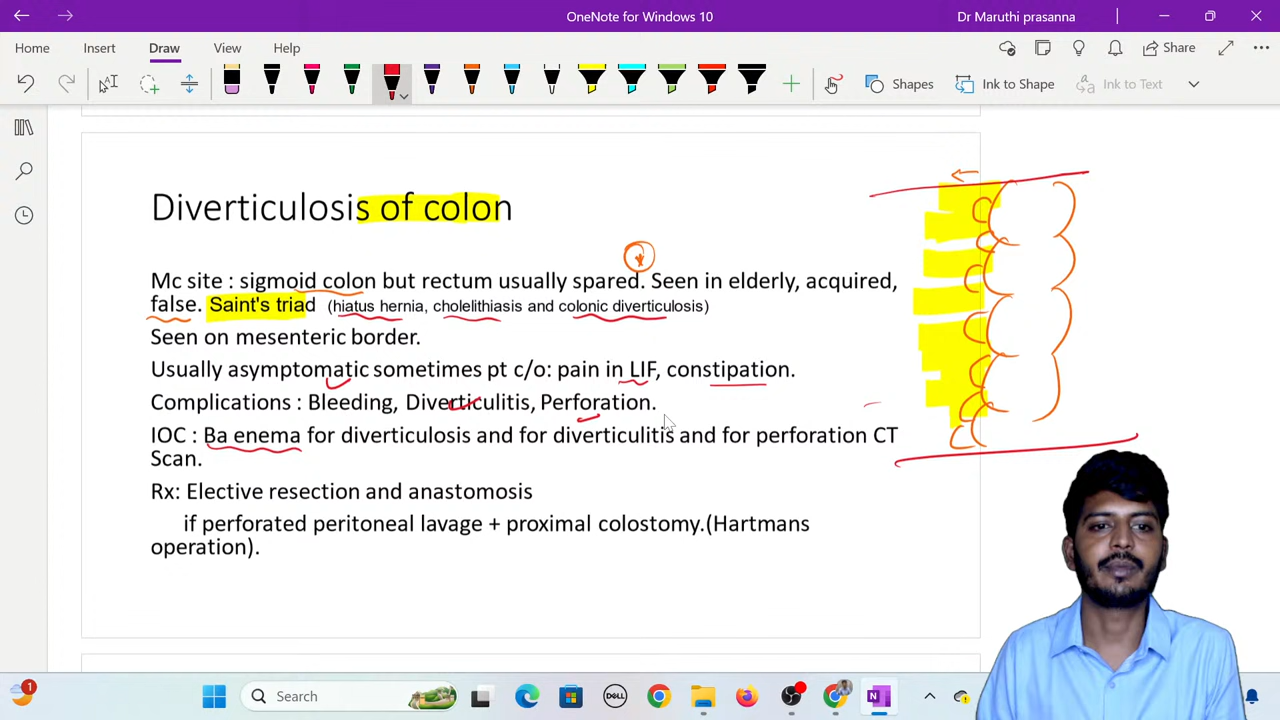 OneNote for Windows 10
Dr Maruthi prasanna
Home Insert Draw View Help
Share
Shapes Ink to Shape Ink to Text
Diverticulosis of colon
Mc site : sigmoid colon but rectum usually spared. Seen in elderly, acquired,
false. Saint's triad (hiatus hernia, cholelithiasis and colonic diverticulosis)
Seen on mesenteric border.
Usually asymptomatic sometimes pt c/o: pain in LIF, constipation.
Complications : Bleeding, Diverticulitis, Perforation.
IOC : Ba enema for diverticulosis and for diverticulitis and for perforation CT
Scan.
Rx: Elective resection and anastomosis
if perforated peritoneal lavage + proximal colostomy.(Hartmans
operation).
1
Search
DELL